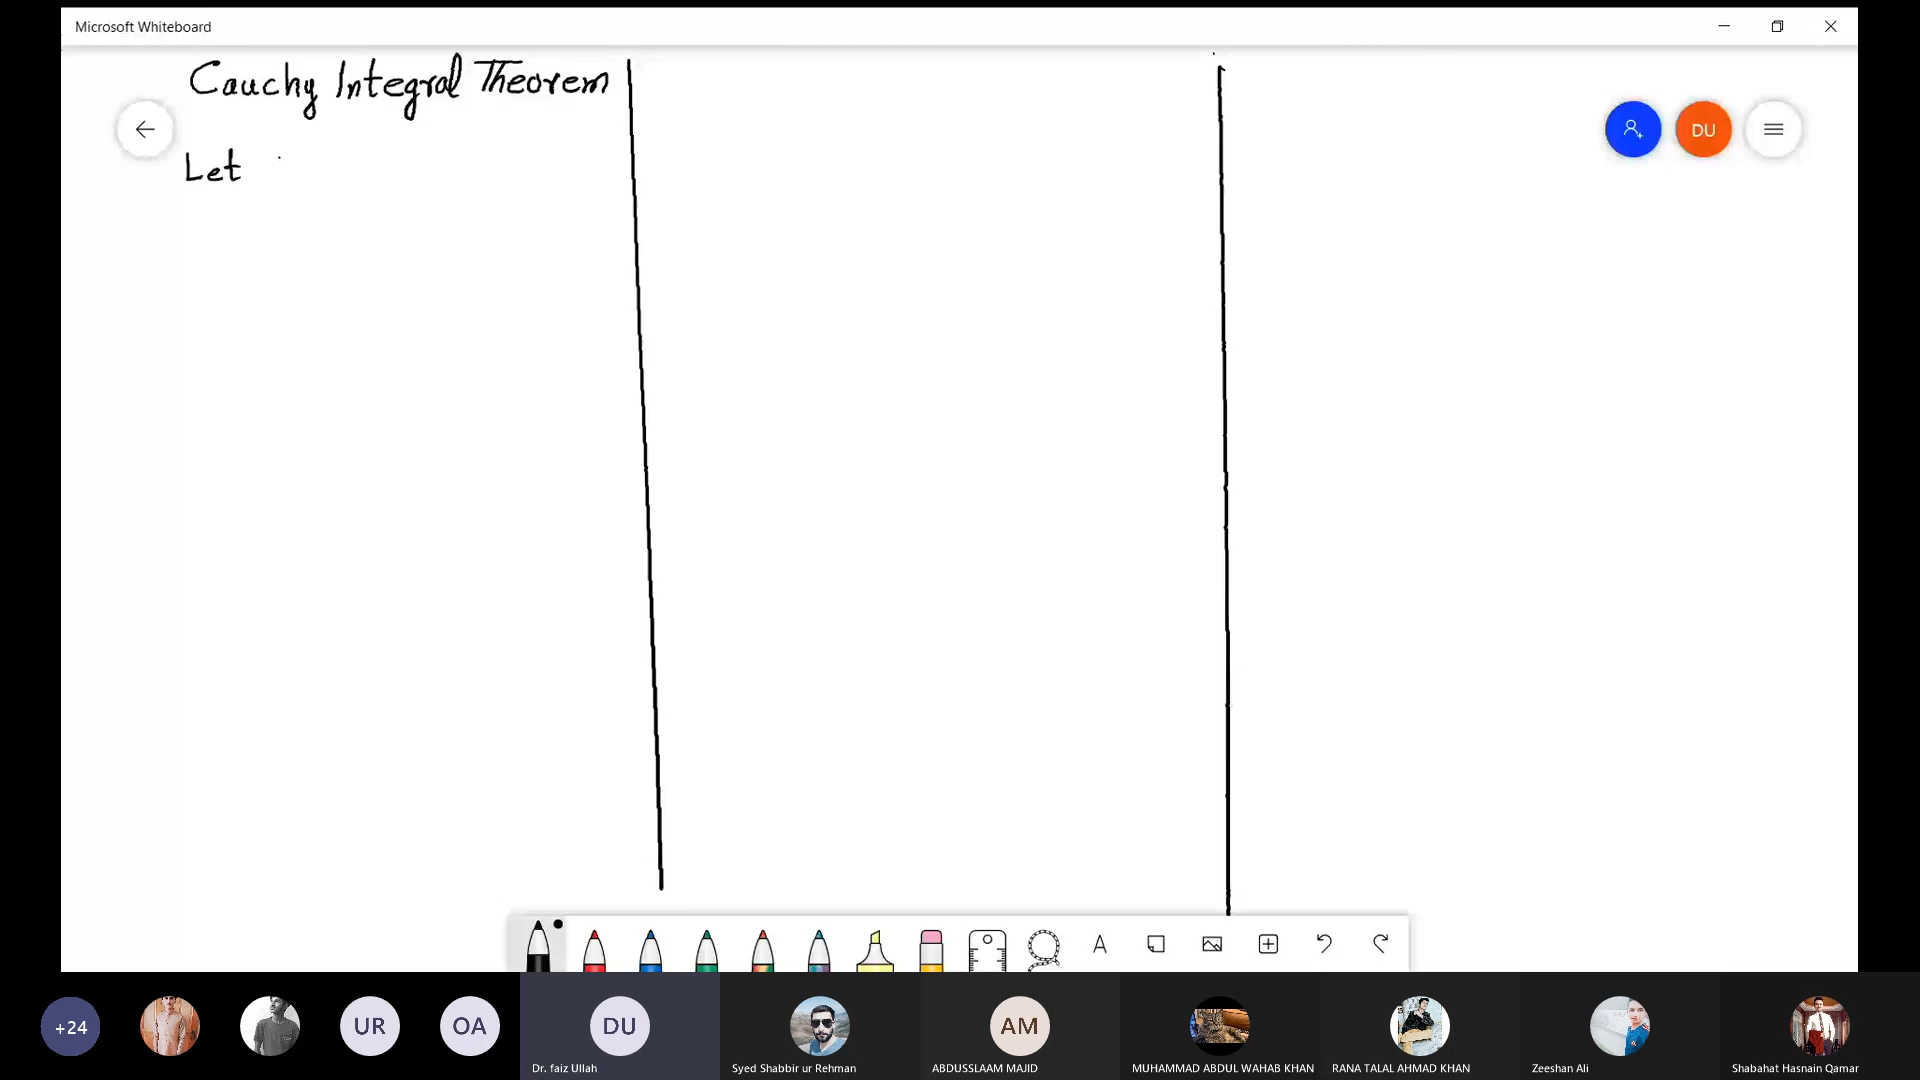 Microsoft Whiteboard
Cauchy Integral Theorem
Let
DU
A
+24
UR
OA
DU
AM
Dr. faiz Ullah
Syed Shabbir ur Rehman
ABDUSSLAAM MAJID
MUHAMMAD ABDUL WAHAB KHAN
RANA TALAL AHMAD KHAN
Zeeshan Ali
Shabahat Hasnain Qamar